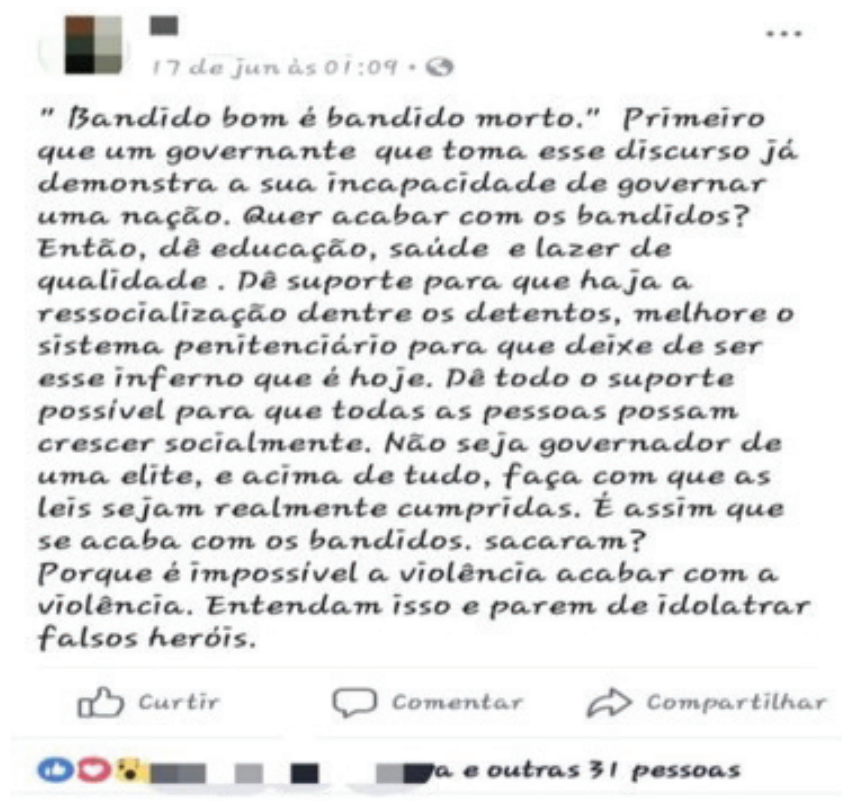 17 de jun às 01:09 ·
" Bandido bom é bandido morto." Primeiro
que um governante que toma esse discurso já
demonstra a sua incapacidade de governar
uma nação. Quer acabar com os bandidos?
Então, dê educação, saúde e lazer de
qualidade . Dê suporte para que haja a
ressocialização dentre os detentos, melhore o
sistema penitenciário para que deixe de ser
esse inferno que é hoje. Dê todo o suporte
possível para que todas as pessoas possam
crescer socialmente. Não seja governador de
uma elite, e acima de tudo, faça com que as
leis sejam realmente cumpridas. É assim que
se acaba com os bandidos. sacaram?
Porque é impossível a violência acabar com a
violência. Entendam isso e parem de idolatrar
falsos heróis.
Curtir Comentar Compartilhar
a e outras 31 pessoas